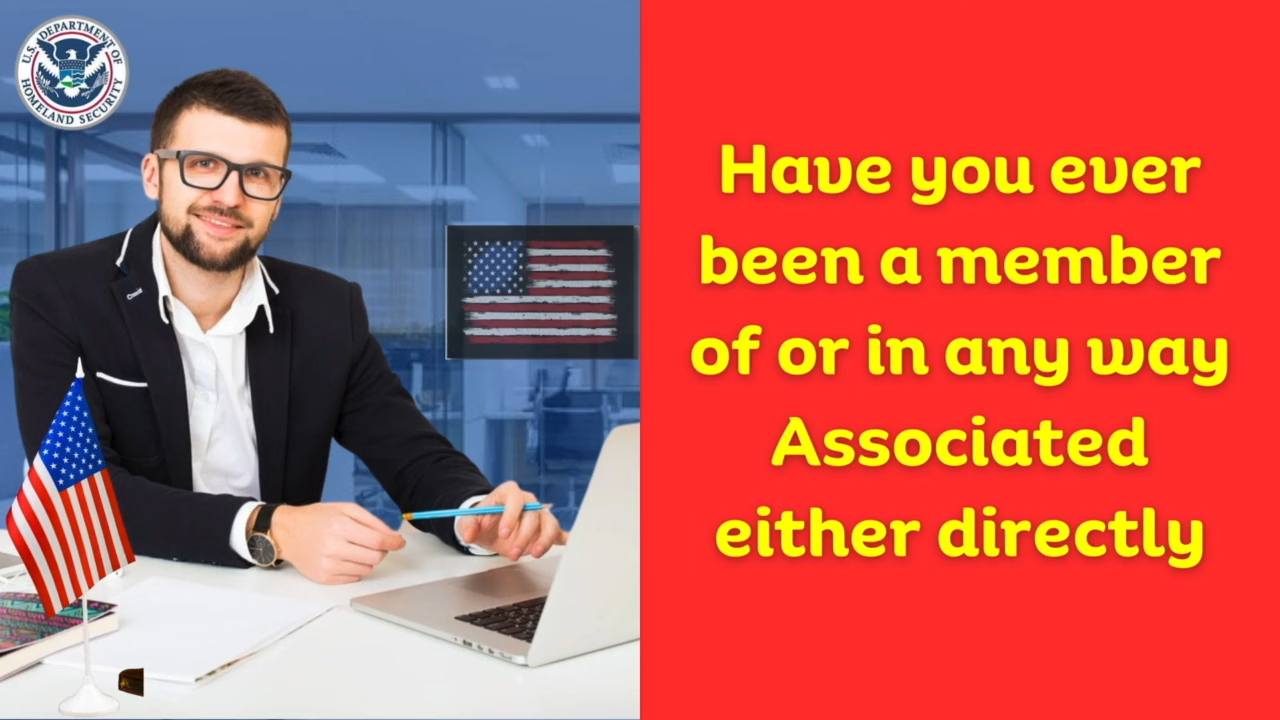 U.S. DEPARTMENT OF
HOMELAND SECURITY
Have you ever
been a member
of or in any way
Associated
either directly